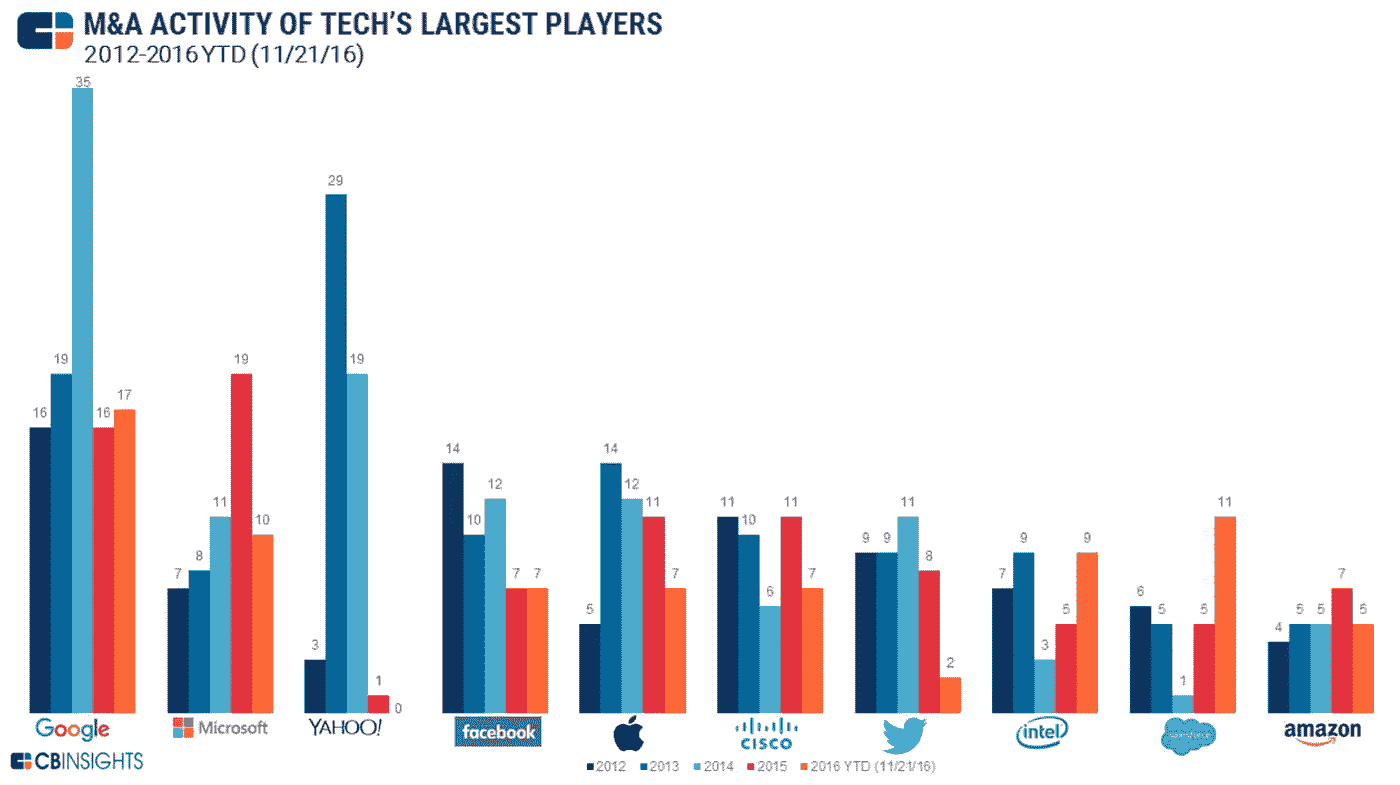 M&A ACTIVITY OF TECH'S LARGEST PLAYERS
2012-2016 YTD (11/21/16)
16 19 35 16 17
7 8 11 19 10
3 29 19 1 0
14 10 12 7 7
5 14 12 11 7
11 10 6 11 7
9 9 11 8 2
7 9 3 5 9
6 5 1 5 11
4 5 5 7 5
Google Microsoft YAHOO! facebook CISCO intel amazon
CBINSIGHTS
2012 2013 2014 2015 2016 YTD (11/21/16)